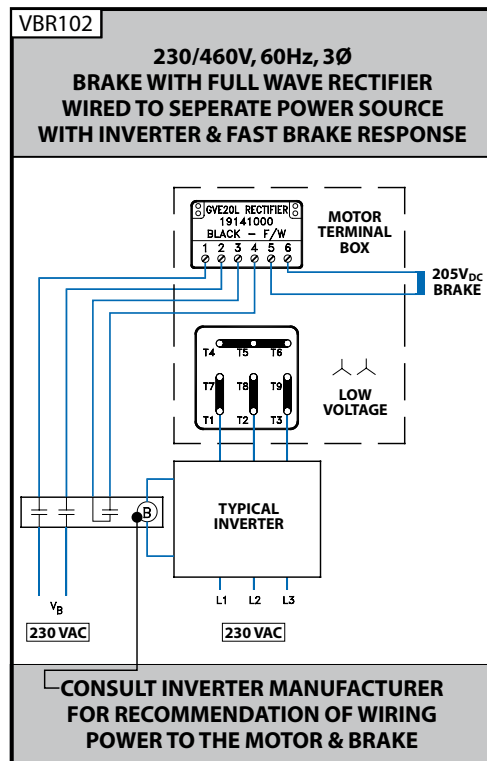 VBR102
230/460V, 60Hz, 3Ø
BRAKE WITH FULL WAVE RECTIFIER
WIRED TO SEPERATE POWER SOURCE
WITH INVERTER & FAST BRAKE RESPONSE
GVE20L RECTIFIER
19141000
BLACK - F/W
1 2 3 4 5 6
MOTOR
TERMINAL
BOX
205VDC
BRAKE
T4 T5 T6
T7 T8 T9
T1 T2 T3
LOW
VOLTAGE
B
TYPICAL
INVERTER
VB
L1 L2 L3
230 VAC
230 VAC
CONSULT INVERTER MANUFACTURER
FOR RECOMMENDATION OF WIRING
POWER TO THE MOTOR & BRAKE